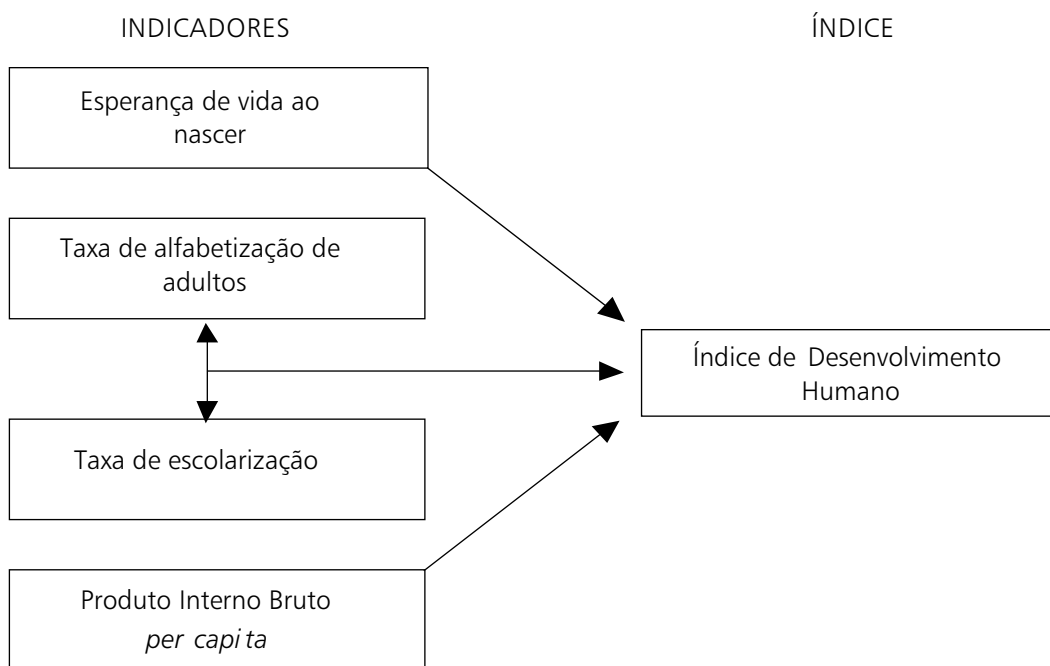 INDICADORES
ÍNDICE
Esperança de vida ao
nascer
Taxa de alfabetização de
adultos
Taxa de escolarização
Produto Interno Bruto
per capita
Índice de Desenvolvimento
Humano